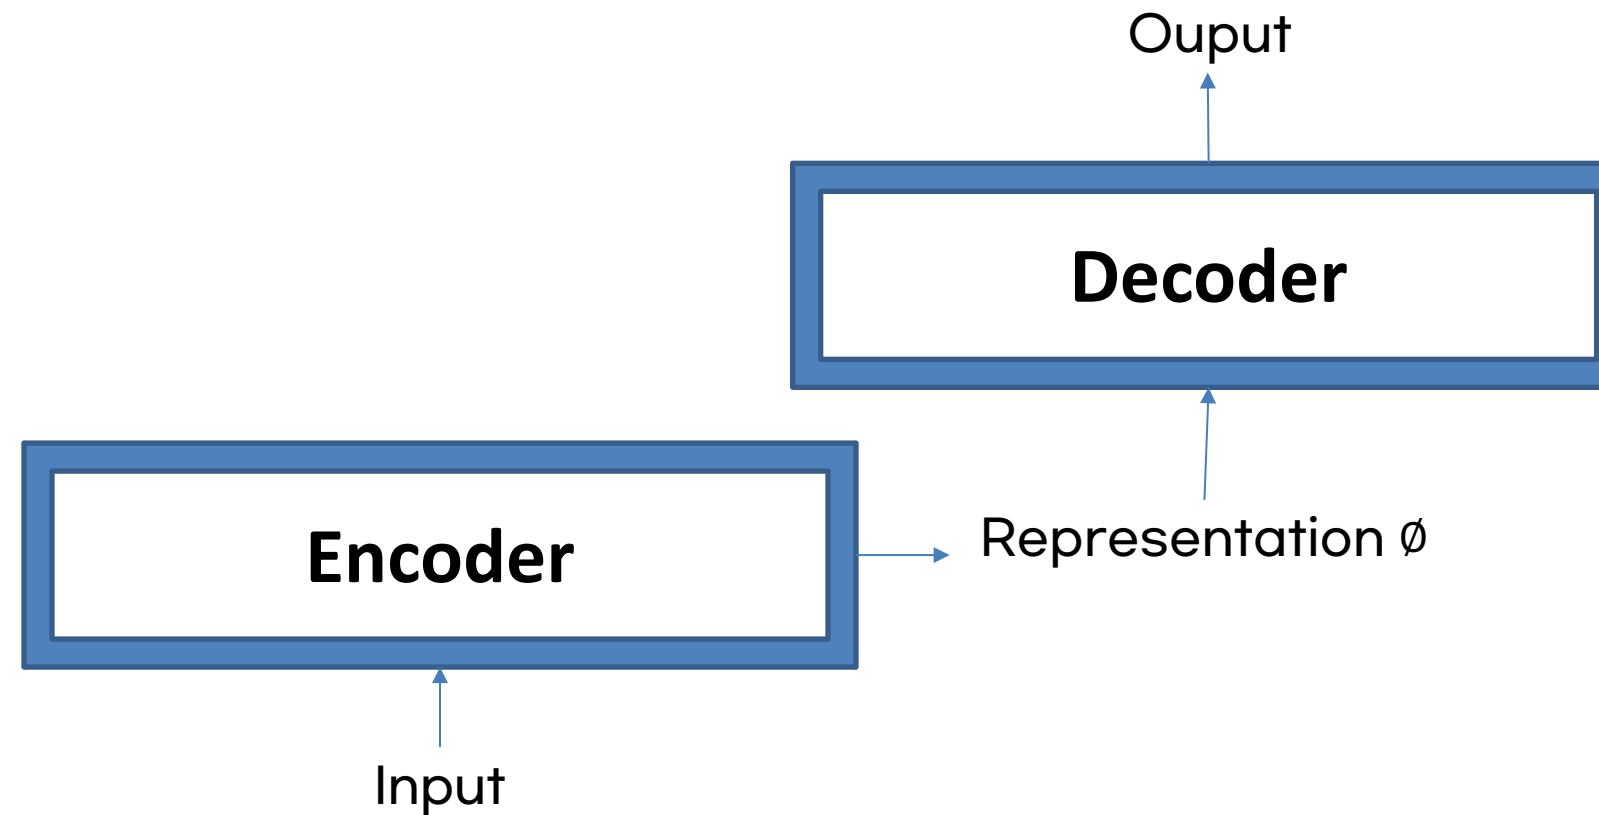 Ouput
Decoder
Representation ∅
Encoder
Input